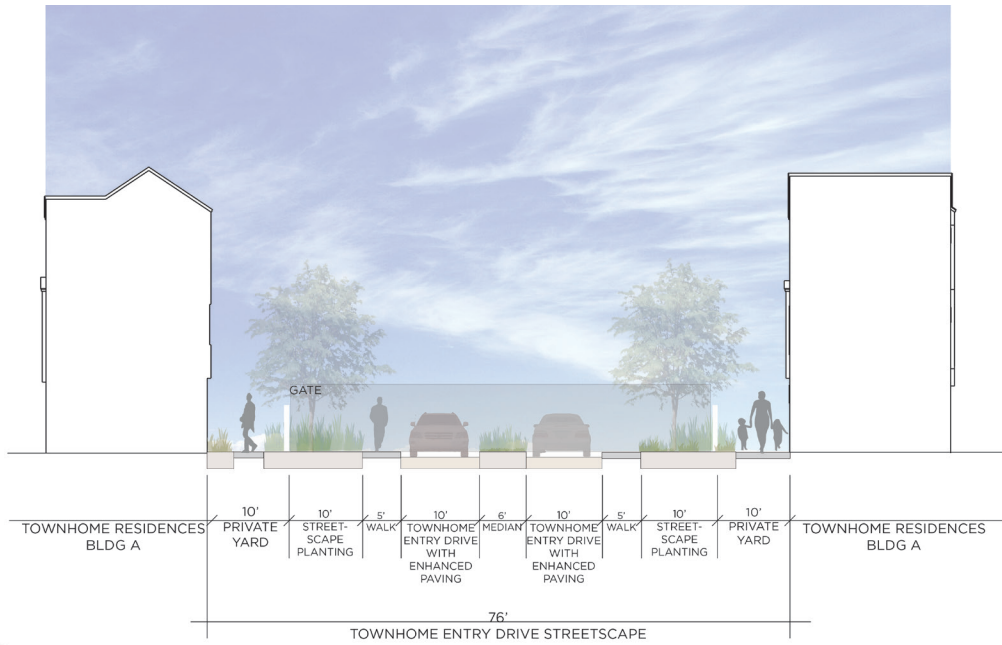 GATE
TOWNHOME RESIDENCES
BLDG A
10'
PRIVATE
YARD
10'
STREET-
SCAPE
PLANTING
5'
WALK
10'
TOWNHOME
ENTRY DRIVE
WITH
ENHANCED
PAVING
6'
MEDIAN
10'
TOWNHOME
ENTRY DRIVE
WITH
ENHANCED
PAVING
5'
WALK
10'
STREET-
SCAPE
PLANTING
10'
PRIVATE
YARD
TOWNHOME RESIDENCES
BLDG A
76'
TOWNHOME ENTRY DRIVE STREETSCAPE